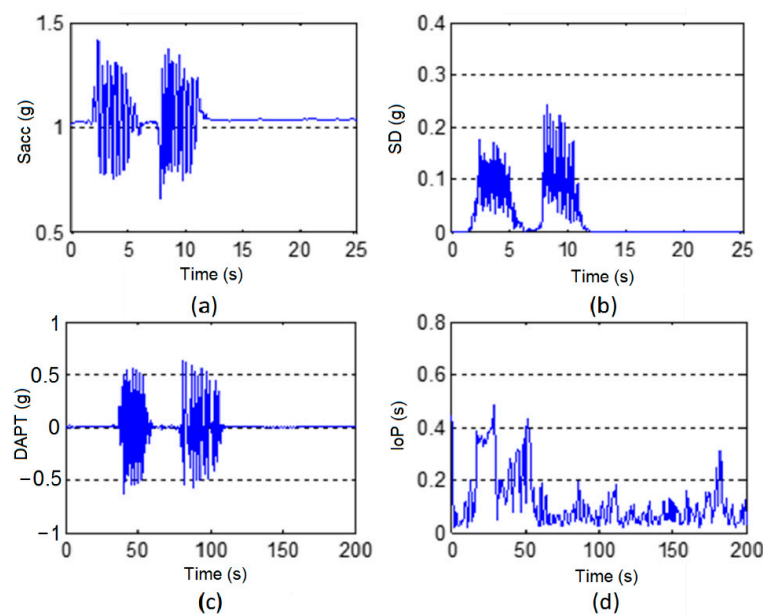 1.5
1
0.5
Sacc (g)
0 5 10 15 20 25
Time (s)
(a)
0.4
0.3
0.2
0.1
0
SD (g)
0 5 10 15 20 25
Time (s)
(b)
1
0.5
0
−0.5
−1
DAPT (g)
0 50 100 150 200
Time (s)
(c)
0.8
0.6
0.4
0.2
0
IoP (s)
0 50 100 150 200
Time (s)
(d)